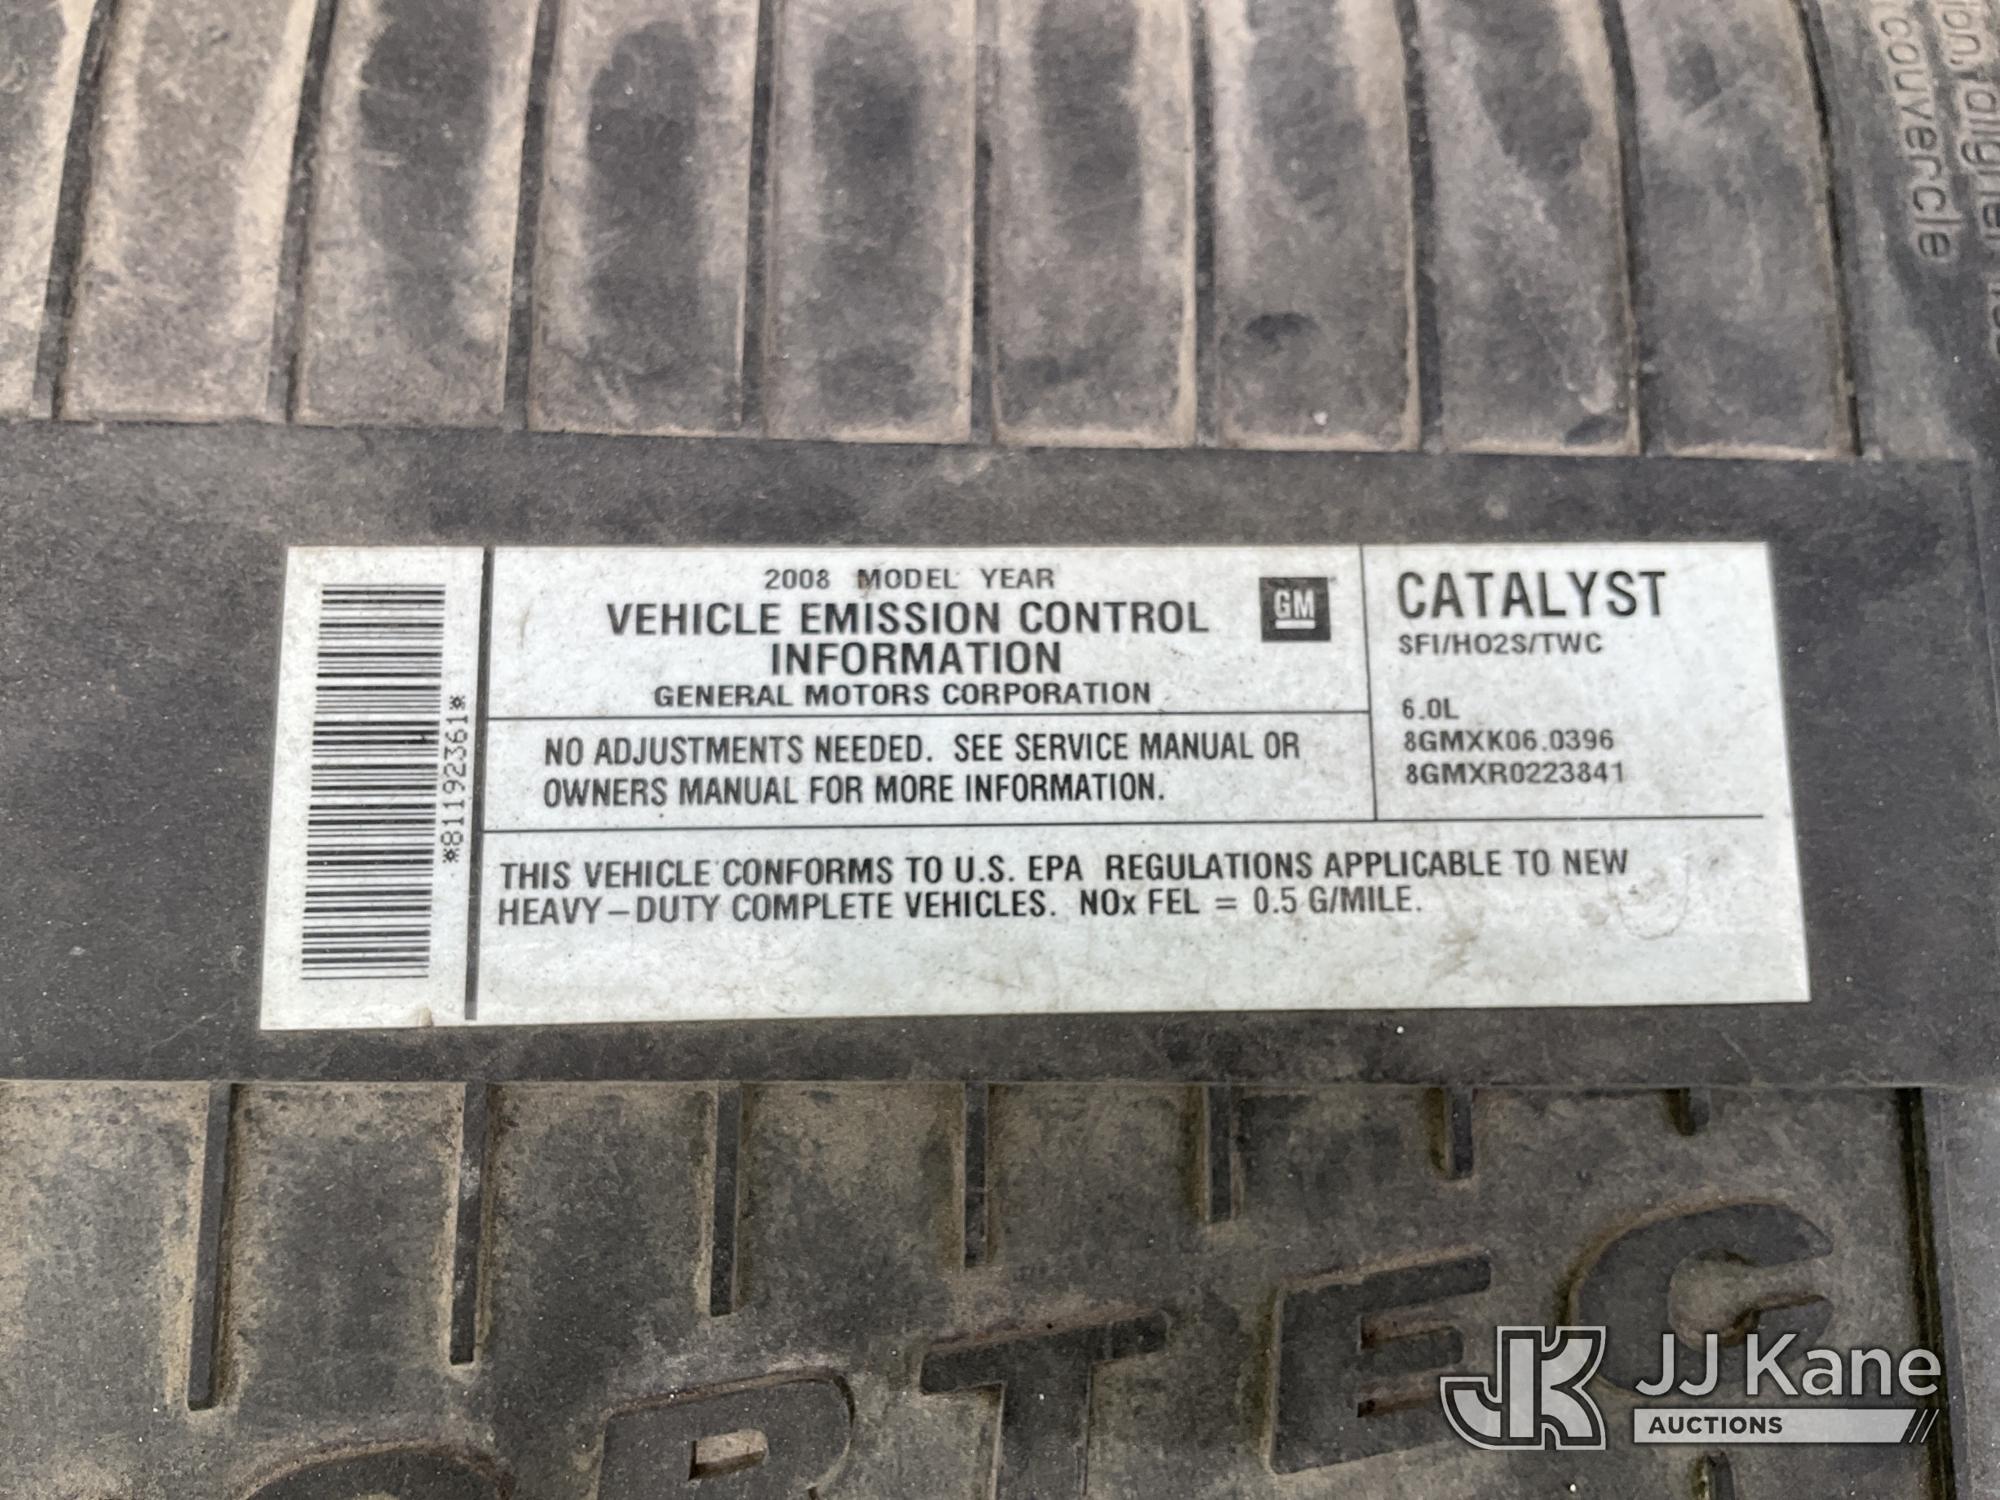 2008 MODEL YEAR
VEHICLE EMISSION CONTROL
INFORMATION
GENERAL MOTORS CORPORATION
GM
NO ADJUSTMENTS NEEDED. SEE SERVICE MANUAL OR
OWNERS MANUAL FOR MORE INFORMATION.
CATALYST
SFI/HO2S/TWC
6.0L
8GMXK06.0396
8GMXR0223841
THIS VEHICLE CONFORMS TO U.S. EPA REGULATIONS APPLICABLE TO NEW
HEAVY-DUTY COMPLETE VEHICLES. NOx FEL = 0.5 G/MILE.
*81192361*
couvercle
JK JJ Kane
AUCTIONS